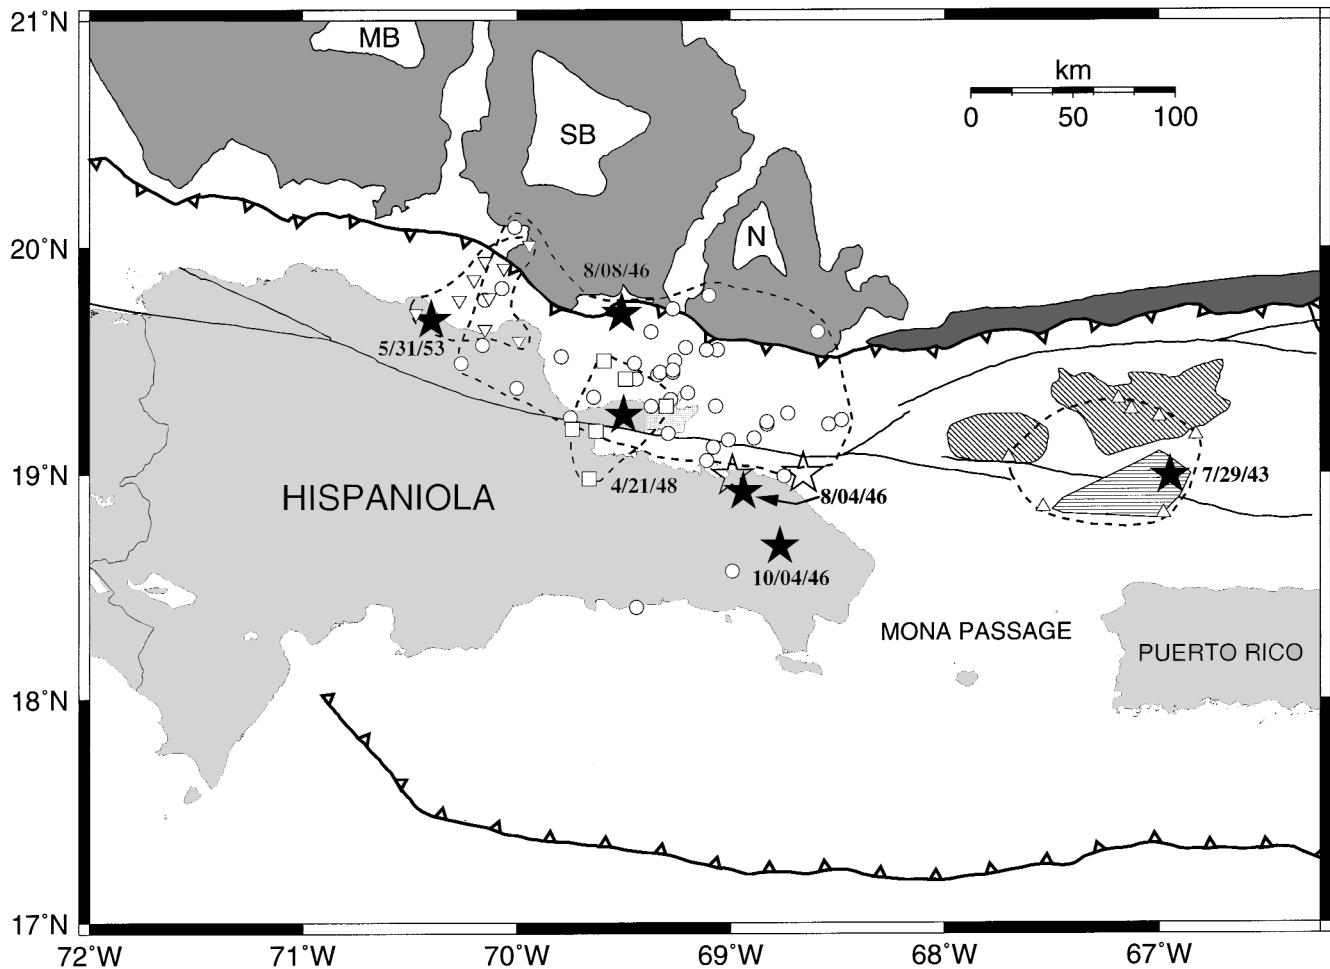 21°N
MB
km
SB
0
50
100
20°N
N
8/08/46
5/31/53
19°N
HISPANIOLA
4/21/48
8/04/46
7/29/43
10/04/46
MONA PASSAGE
PUERTO RICO
18°N
17°N
72°W
71°W
70°W
69°W
68°W
67°W